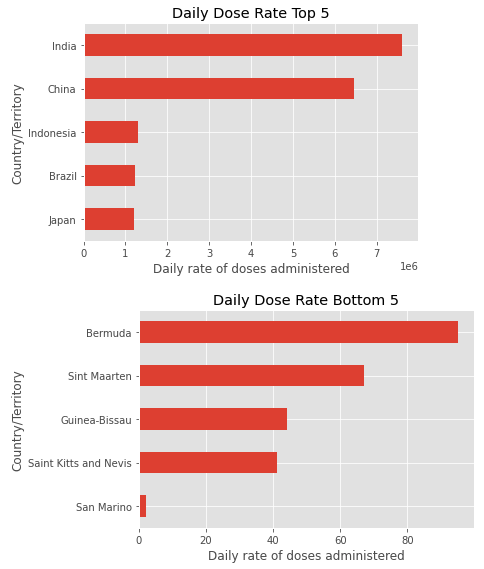 Daily Dose Rate Top 5
Country/Territory
India
China
Indonesia
Brazil
Japan
0 1 2 3 4 5 6 7
1e6
Daily rate of doses administered
Daily Dose Rate Bottom 5
Country/Territory
Bermuda
Sint Maarten
Guinea-Bissau
Saint Kitts and Nevis
San Marino
0 20 40 60 80
Daily rate of doses administered